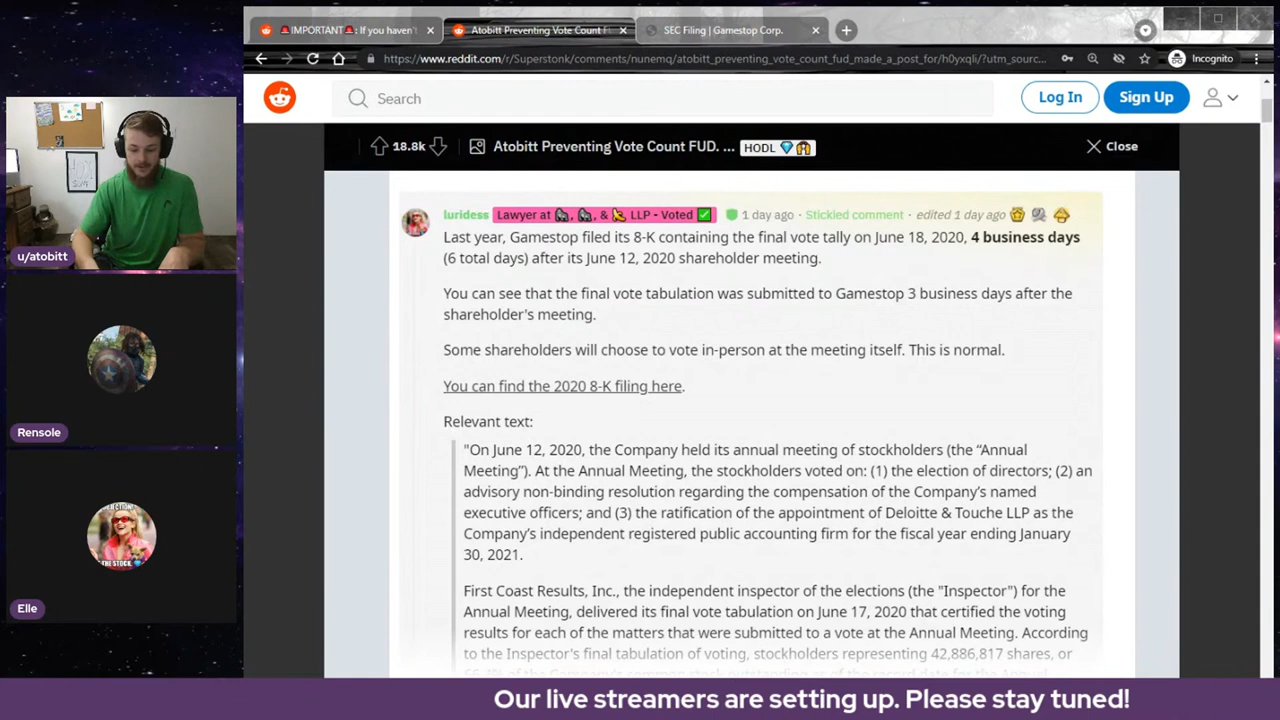 🚨IMPORTANT🚨: If you haven'
Atobitt Preventing Vote Count F
SEC Filing | Gamestop Corp.
Incognito
https://www.reddit.com/r/Superstonk/comments/nunemq/atobitt_preventing_vote_count_fud_made_a_post_for/h0yxqli/?utm_sourc...
Search
Log In
Sign Up
18.8k
Atobitt Preventing Vote Count FUD. ...
HODL 💎🙌
Close
luridess Lawyer at 🦍, 🦍, & 🍌 LLP - Voted ✅ 1 day ago · Stickied comment · edited 1 day ago
Last year, Gamestop filed its 8-K containing the final vote tally on June 18, 2020, 4 business days
(6 total days) after its June 12, 2020 shareholder meeting.
You can see that the final vote tabulation was submitted to Gamestop 3 business days after the
shareholder's meeting.
Some shareholders will choose to vote in-person at the meeting itself. This is normal.
You can find the 2020 8-K filing here.
Relevant text:
"On June 12, 2020, the Company held its annual meeting of stockholders (the “Annual
Meeting”). At the Annual Meeting, the stockholders voted on: (1) the election of directors; (2) an
advisory non-binding resolution regarding the compensation of the Company’s named
executive officers; and (3) the ratification of the appointment of Deloitte & Touche LLP as the
Company’s independent registered public accounting firm for the fiscal year ending January
30, 2021.
First Coast Results, Inc., the independent inspector of the elections (the "Inspector") for the
Annual Meeting, delivered its final vote tabulation on June 17, 2020 that certified the voting
results for each of the matters that were submitted to a vote at the Annual Meeting. According
to the Inspector's final tabulation of voting, stockholders representing 42,886,817 shares, or
u/atobitt
Rensole
THE STOCK
Elle
Our live streamers are setting up. Please stay tuned!